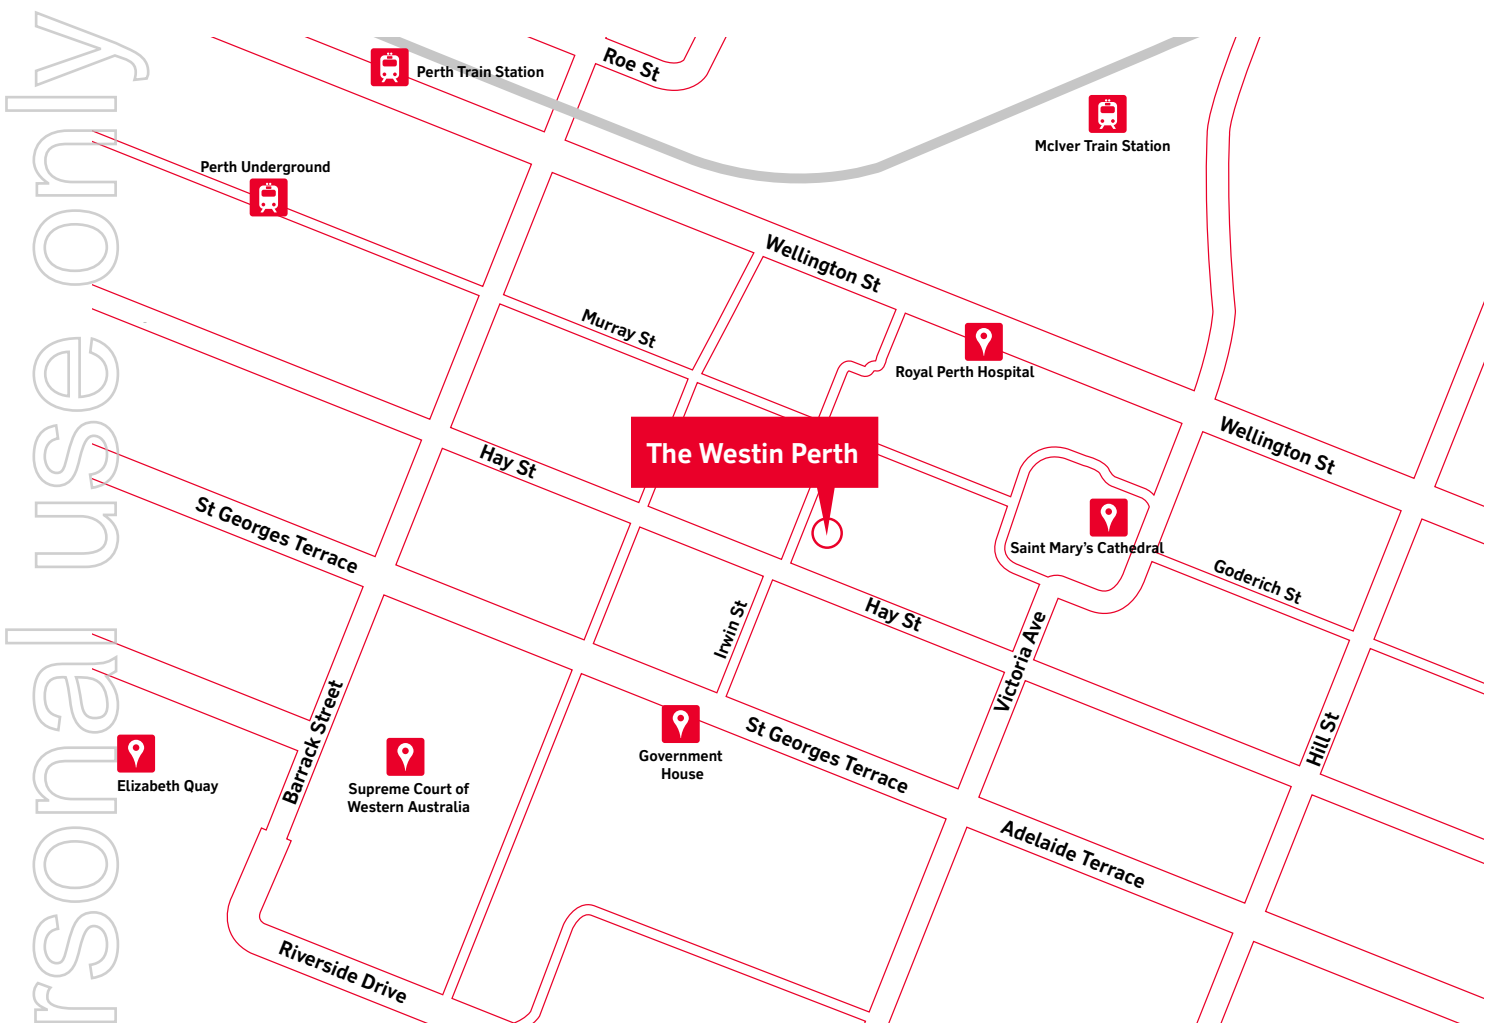 Roe St
Perth Train Station
McIver Train Station
Perth Underground
Wellington St
Murray St
Royal Perth Hospital
Wellington St
The Westin Perth
Hay St
St Georges Terrace
Saint Mary's Cathedral
Goderich St
Hay St
Irwin St
Victoria Ave
Barrack Street
Hill St
Government
House
St Georges Terrace
Elizabeth Quay
Supreme Court of
Western Australia
Adelaide Terrace
Riverside Drive
rsonal use only